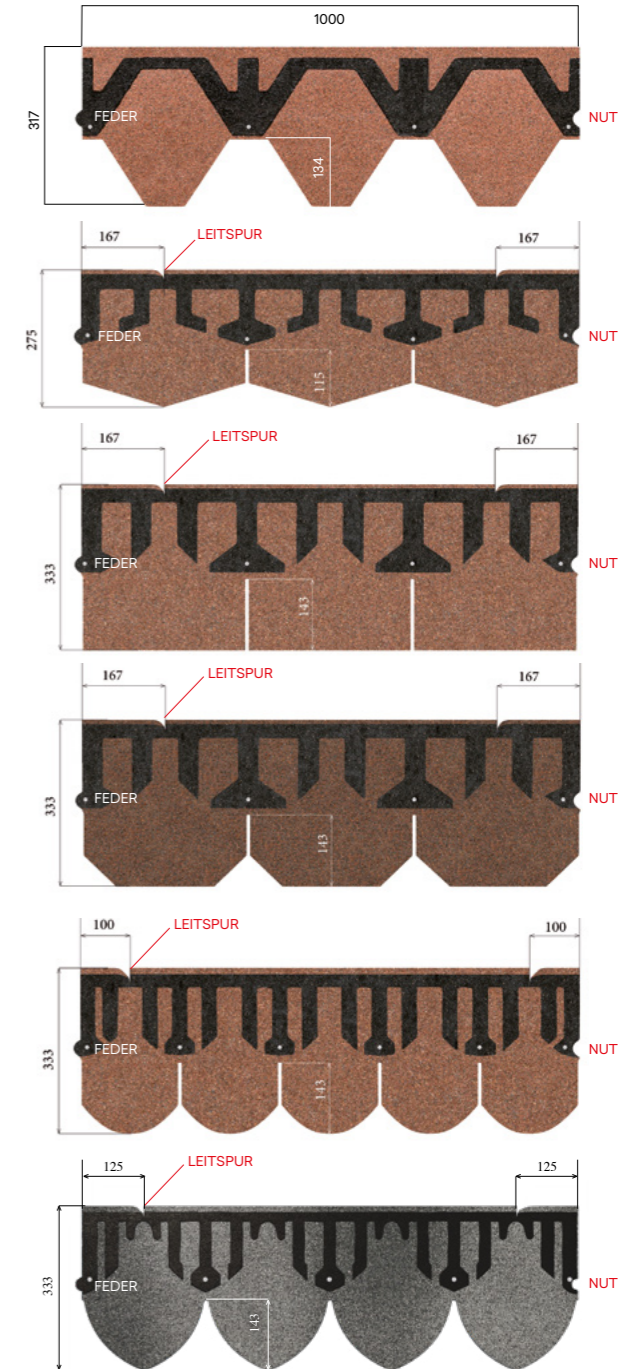 1000
317
FEDER
NUT
134
167
LEITSPUR
167
275
FEDER
NUT
115
167
LEITSPUR
167
333
FEDER
NUT
143
167
LEITSPUR
167
333
FEDER
NUT
143
100
LEITSPUR
100
333
FEDER
NUT
143
125
LEITSPUR
125
333
FEDER
NUT
143